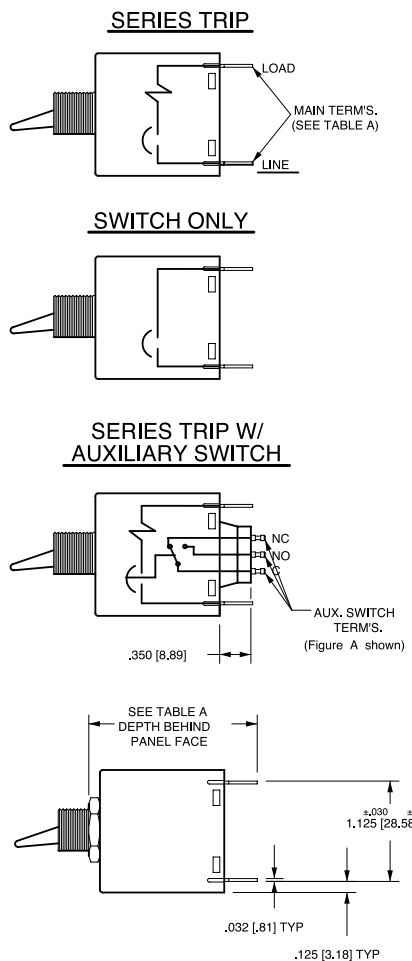 SERIES TRIP
LOAD
MAIN TERM'S.
(SEE TABLE A)
LINE
SWITCH ONLY
SERIES TRIP W/
AUXILIARY SWITCH
NC
NO
C
AUX. SWITCH
TERM'S.
(Figure A shown)
.350 [8.89]
SEE TABLE A
DEPTH BEHIND
PANEL FACE
±.030 ±
1.125 [28.58
.032 [.81] TYP
.125 [3.18] TYP